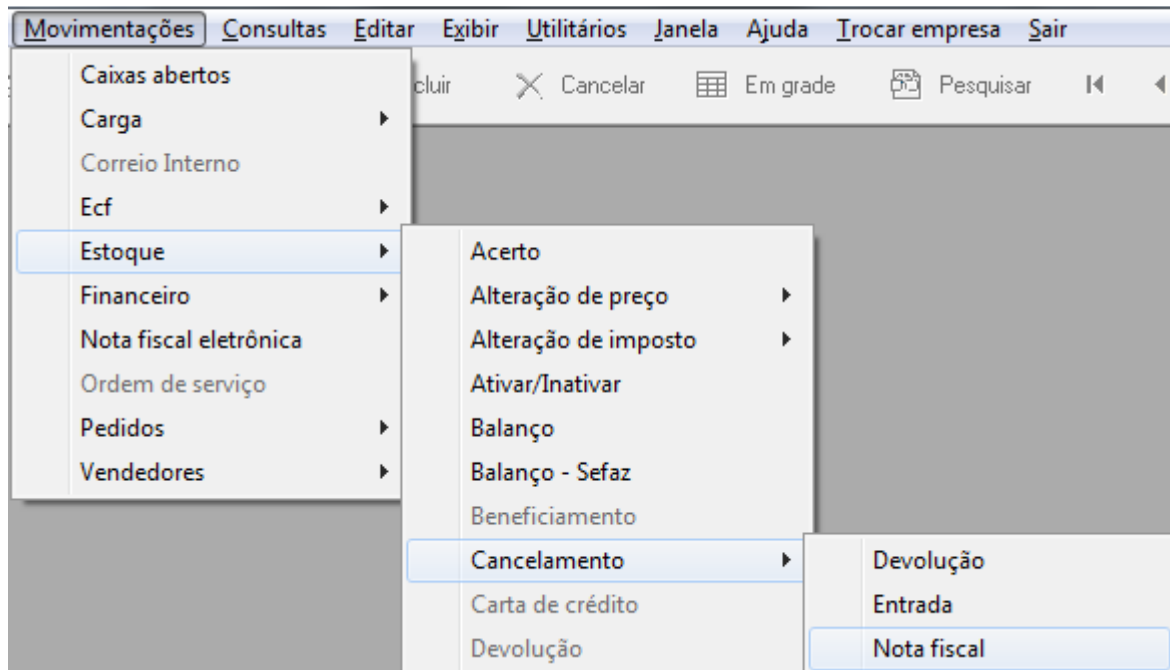 Movimentações Consultas Editar Exibir Utilitários Janela Ajuda Trocar empresa Sair
cluir Cancelar Em grade Pesquisar
Caixas abertos
Carga
Correio Interno
Ecf
Estoque
Financeiro
Nota fiscal eletrônica
Ordem de serviço
Pedidos
Vendedores
Acerto
Alteração de preço
Alteração de imposto
Ativar/Inativar
Balanço
Balanço - Sefaz
Beneficiamento
Cancelamento
Carta de crédito
Devolução
Devolução
Entrada
Nota fiscal